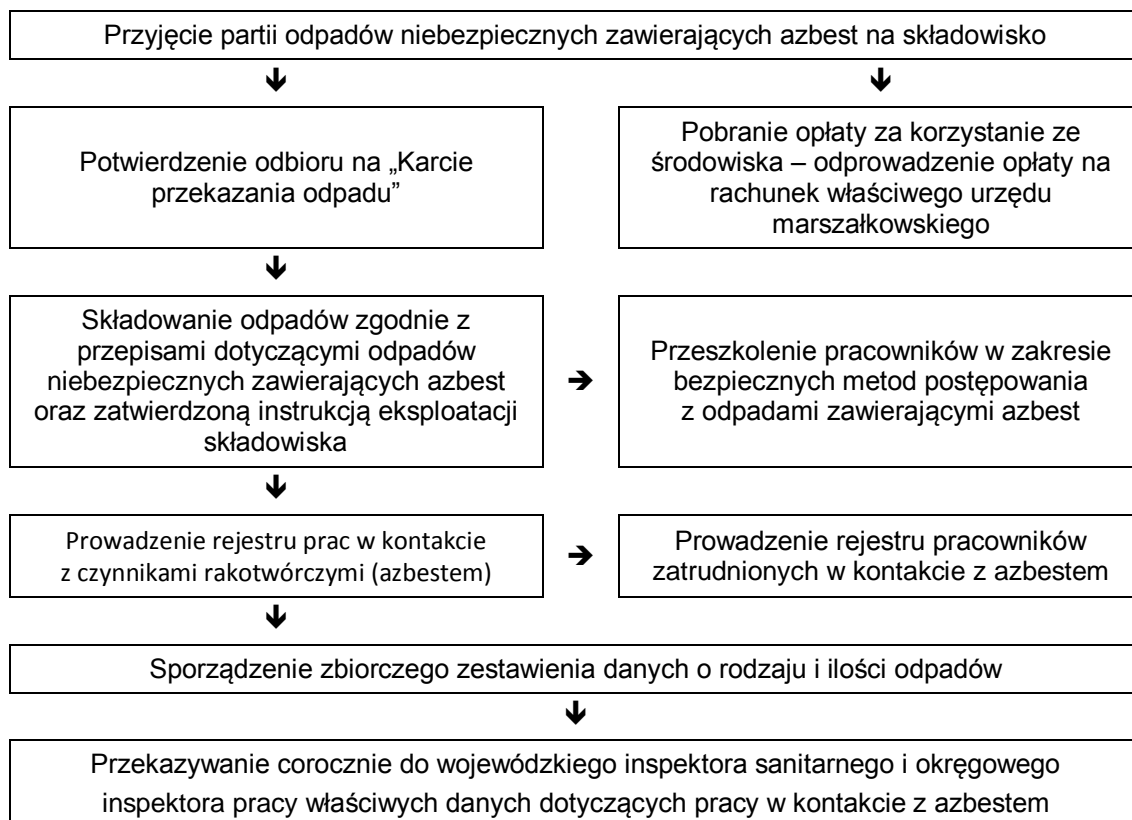 Przyjęcie partii odpadów niebezpiecznych zawierających azbest na składowisko
Potwierdzenie odbioru na „Karcie
przekazania odpadu”
Pobranie opłaty za korzystanie ze
środowiska – odprowadzenie opłaty na
rachunek właściwego urzędu
marszałkowskiego
Składowanie odpadów zgodnie z
przepisami dotyczącymi odpadów
niebezpiecznych zawierających azbest
oraz zatwierdzoną instrukcją eksploatacji
składowiska
Przeszkolenie pracowników w zakresie
bezpiecznych metod postępowania
z odpadami zawierającymi azbest
Prowadzenie rejestru prac w kontakcie
z czynnikami rakotwórczymi (azbestem)
Prowadzenie rejestru pracowników
zatrudnionych w kontakcie z azbestem
Sporządzenie zbiorczego zestawienia danych o rodzaju i ilości odpadów
Przekazywanie corocznie do wojewódzkiego inspektora sanitarnego i okręgowego
inspektora pracy właściwych danych dotyczących pracy w kontakcie z azbestem